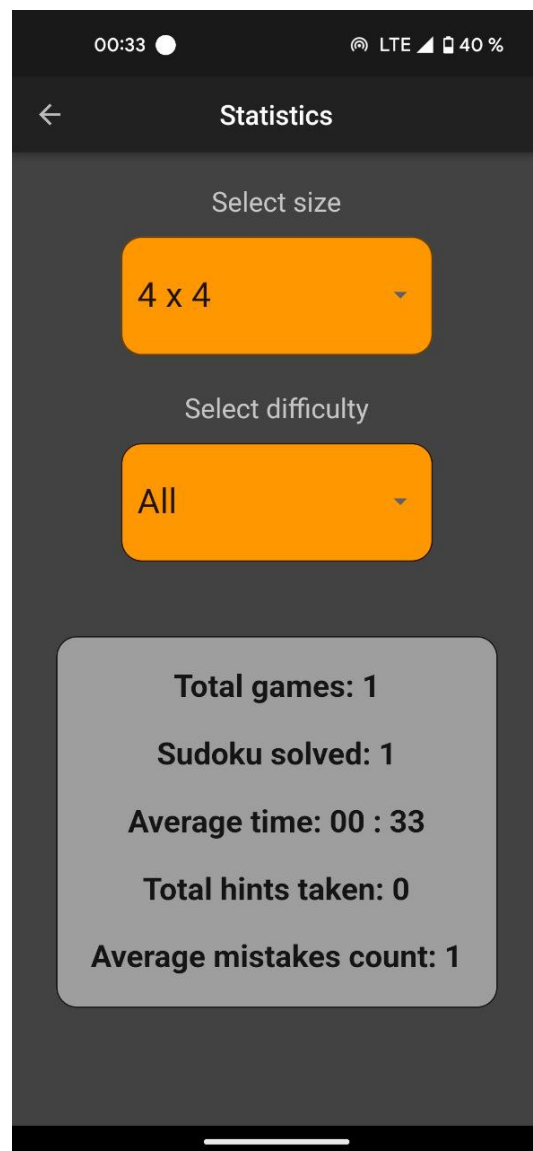 00:33 LTE 40 %
Statistics
Select size
4 x 4
Select difficulty
All
Total games: 1
Sudoku solved: 1
Average time: 00 : 33
Total hints taken: 0
Average mistakes count: 1